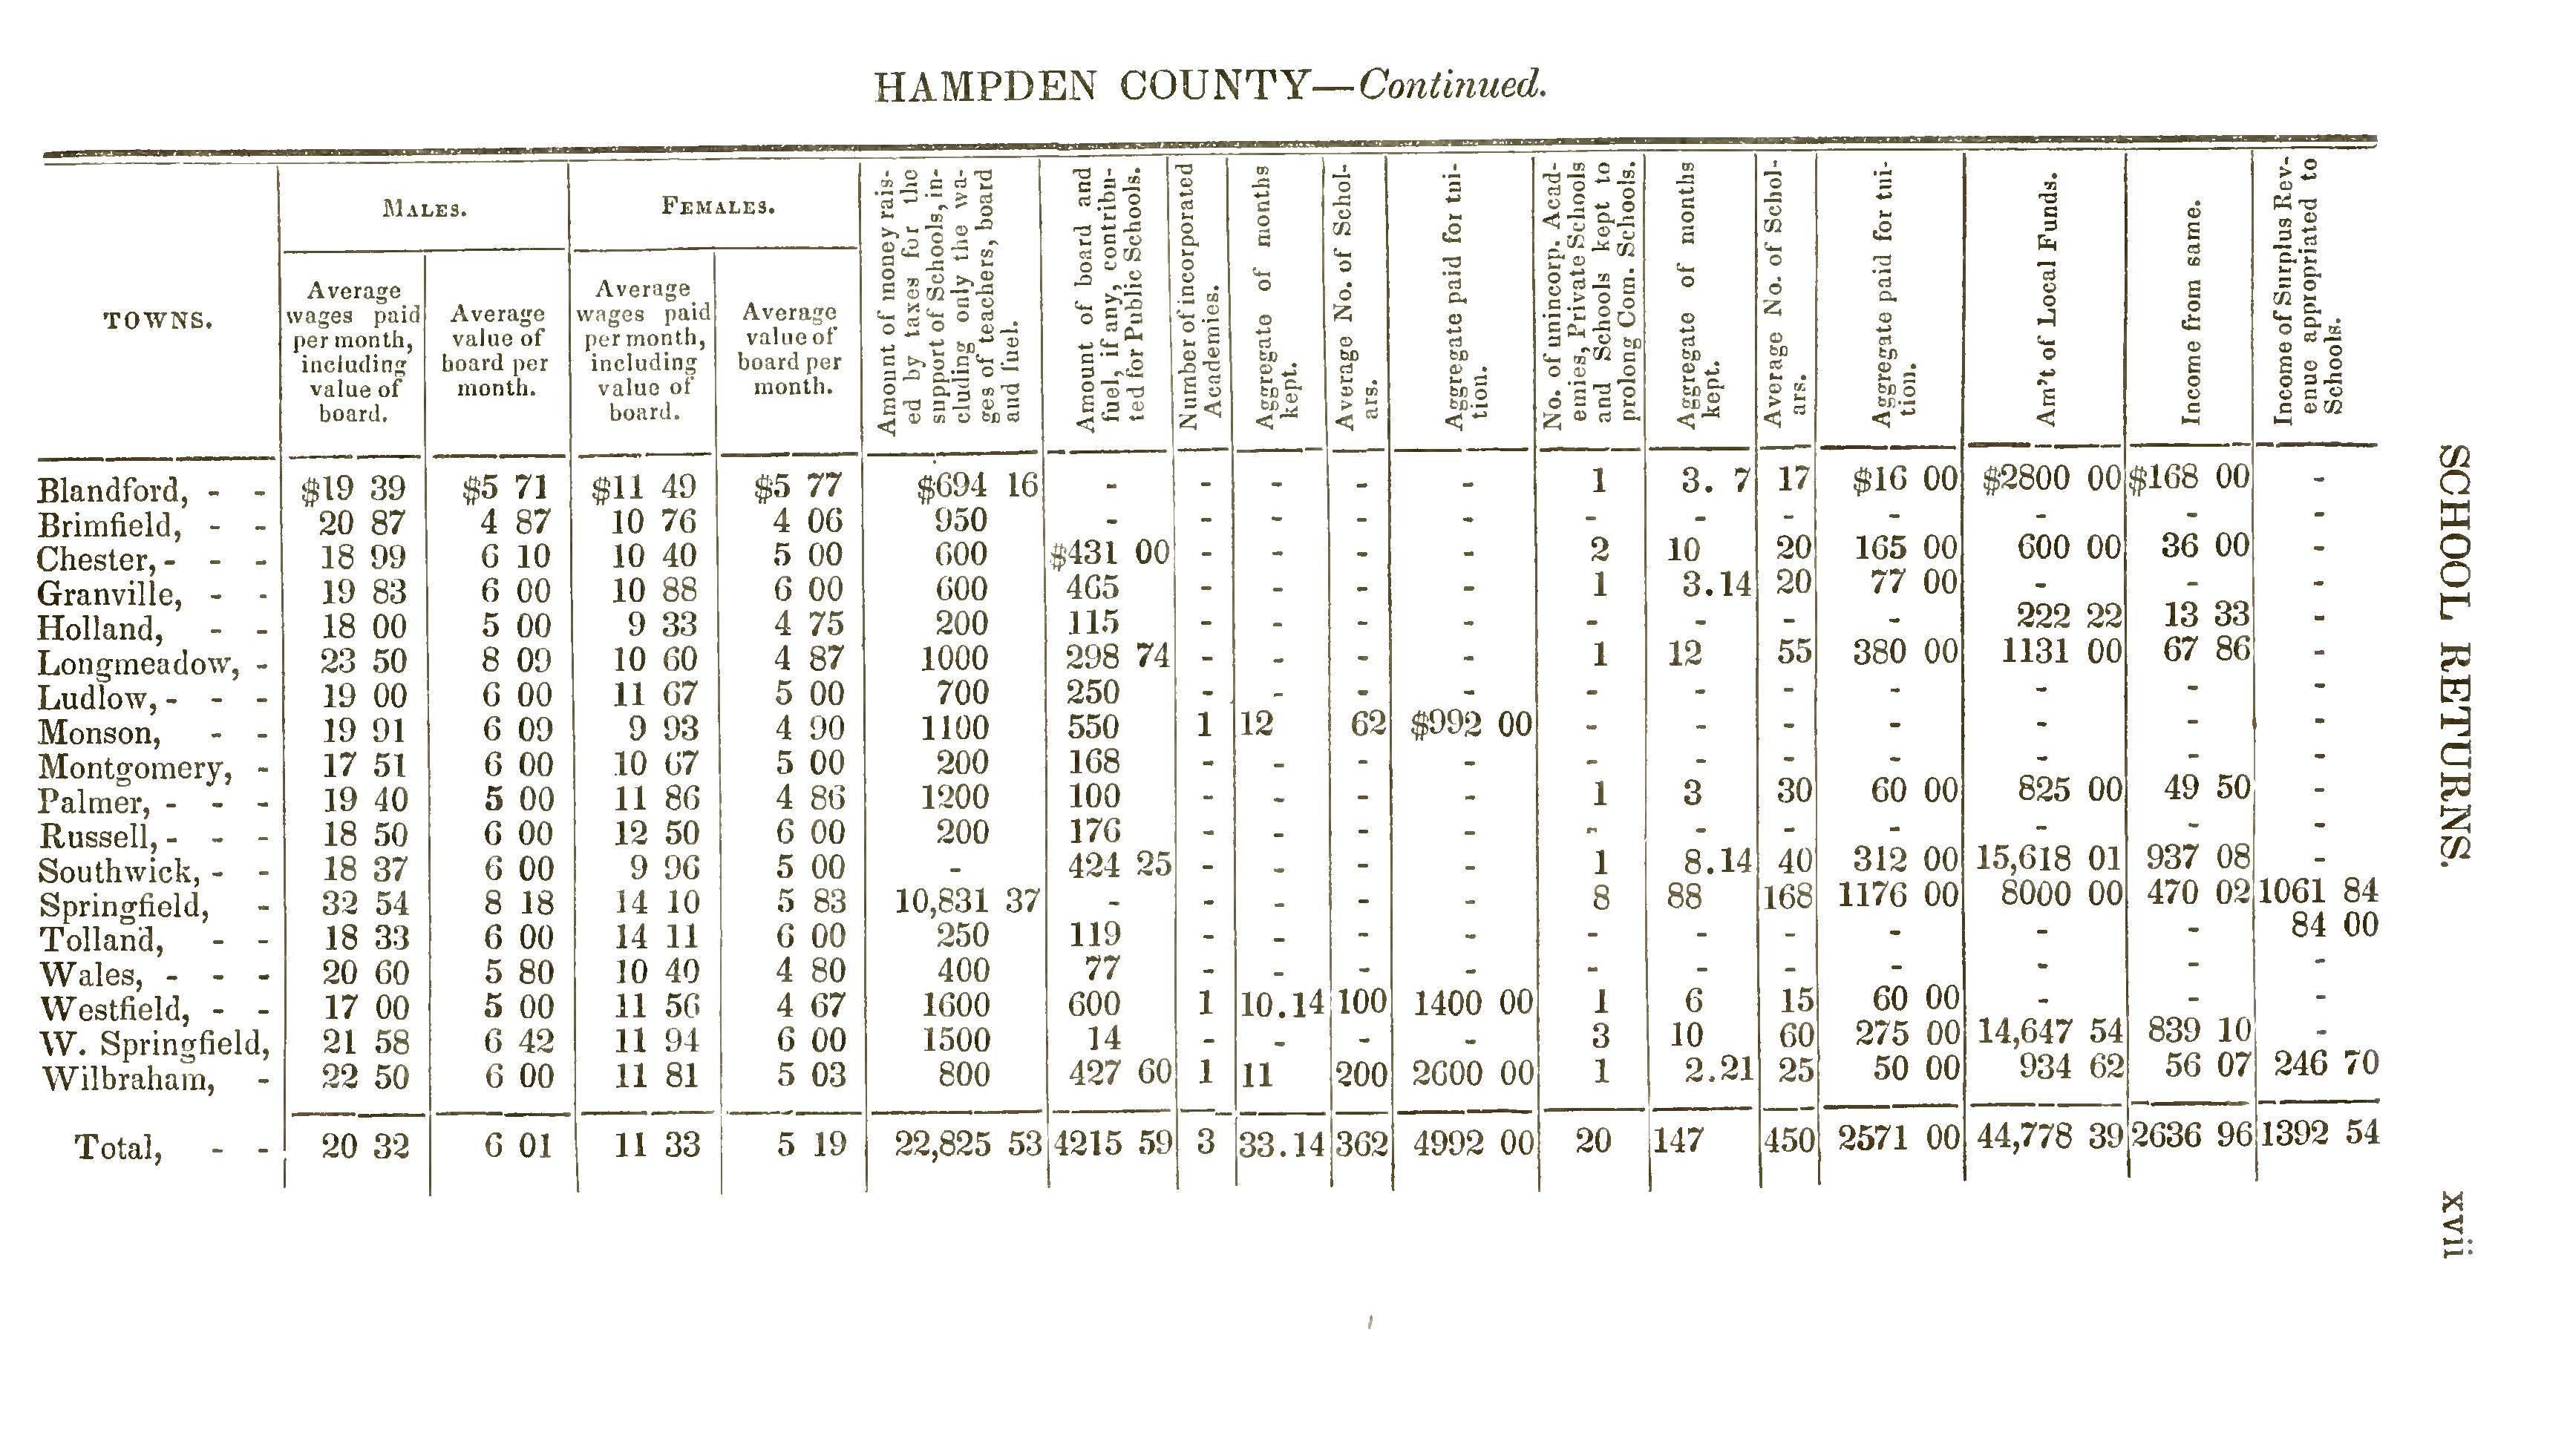 HAMPDEN COUNTY—Continued.
TOWNS.
MALES.
FEMALES.
Average wages paid per month, including value of board.
Average value of board per month.
Average wages paid per month, including value of board.
Average value of board per month.
Amount of money rais-
ed by taxes for the
support of Schools, in-
cluding only the wa-
ges of teachers, board
and fuel.
Amount of board and
fuel, if any, contribu-
ted for Public Schools.
Number of incorporated
Academies.
Aggregate of months
kept.
Average No. of Schol-
ars.
Aggregate paid for tui-
tion.
No. of unincorp. Acad-
emies, Private Schools
and Schools kept to
prolong Com. Schools.
Aggregate of months
kept.
Average No. of Schol-
ars.
Aggregate paid for tui-
tion.
Am't of Local Funds.
Income from same.
Income of Surplus Rev-
enue appropriated to
Schools.
Blandford, - - $19 39 $5 71 $11 49 $5 77 $694 16 - - - - - 1 3. 7 17 $16 00 $2800 00 $168 00 -
Brimfield, - - 20 87 4 87 10 76 4 06 950 - - - - - - - - - - - -
Chester, - - - 18 99 6 10 10 40 5 00 600 $431 00 - - - - 2 10 20 165 00 600 00 36 00 -
Granville, - - 19 83 6 00 10 88 6 00 600 465 - - - - 1 3.14 20 77 00 - - -
Holland, - - 18 00 5 00 9 33 4 75 200 115 - - - - - - - - 222 22 13 33 -
Longmeadow, - 23 50 8 09 10 60 4 87 1000 298 74 - - - - 1 12 55 380 00 1131 00 67 86 -
Ludlow, - - - 19 00 6 00 11 67 5 00 700 250 - - - - - - - - - - -
Monson, - - 19 91 6 09 9 93 4 90 1100 550 1 12 62 $992 00 - - - - - - -
Montgomery, - 17 51 6 00 10 67 5 00 200 168 - - - - - - - - - - -
Palmer, - - - 19 40 5 00 11 86 4 86 1200 100 - - - - 1 3 30 60 00 825 00 49 50 -
Russell, - - - 18 50 6 00 12 50 6 00 200 176 - - - - - - - - - - -
Southwick, - - 18 37 6 00 9 96 5 00 - 424 25 - - - - 1 8.14 40 312 00 15,618 01 937 08 -
Springfield, - 32 54 8 18 14 10 5 83 10,831 37 - - - - - 8 88 168 1176 00 8000 00 470 02 1061 84
Tolland, - - 18 33 6 00 14 11 6 00 250 119 - - - - - - - - - - 84 00
Wales, - - - 20 60 5 80 10 40 4 80 400 77 - - - - - - - - - - -
Westfield, - - 17 00 5 00 11 56 4 67 1600 600 1 10.14 100 1400 00 1 6 15 60 00 - - -
W. Springfield, 21 58 6 42 11 94 6 00 1500 14 - - - - 3 10 60 275 00 14,647 54 839 10 -
Wilbraham, - 22 50 6 00 11 81 5 03 800 427 60 1 11 200 2600 00 1 2.21 25 50 00 934 62 56 07 246 70
Total, - - 20 32 6 01 11 33 5 19 22,825 53 4215 59 3 33.14 362 4992 00 20 147 450 2571 00 44,778 39 2636 96 1392 54
SCHOOL RETURNS.
xvii